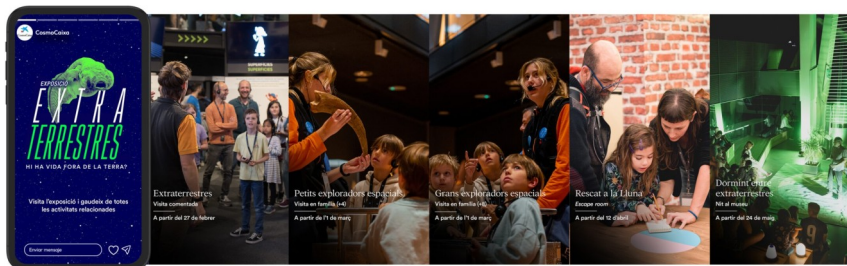 CosmoCaixa
EXPOSICIÓ
EXTRA
TERRESTRES
HI HA VIDA FORA DE LA TERRA?
Visita l'exposició i gaudeix de totes
les activitats relacionades
Enviar mensaje
>>>>>
SUPERFÍCIES
SUPERFICIES
Extraterrestres
Visita comentada
A partir del 27 de febrer
Petits exploradors espacials
Visita en família (+4)
A partir de l'1 de març
Grans exploradors espacials
Visita en família (+8)
A partir de l'1 de març
Rescat a la Lluna
Escape room
A partir del 12 d'abril
Dormint entre
extraterrestres
Nit al museu
A partir del 24 de maig